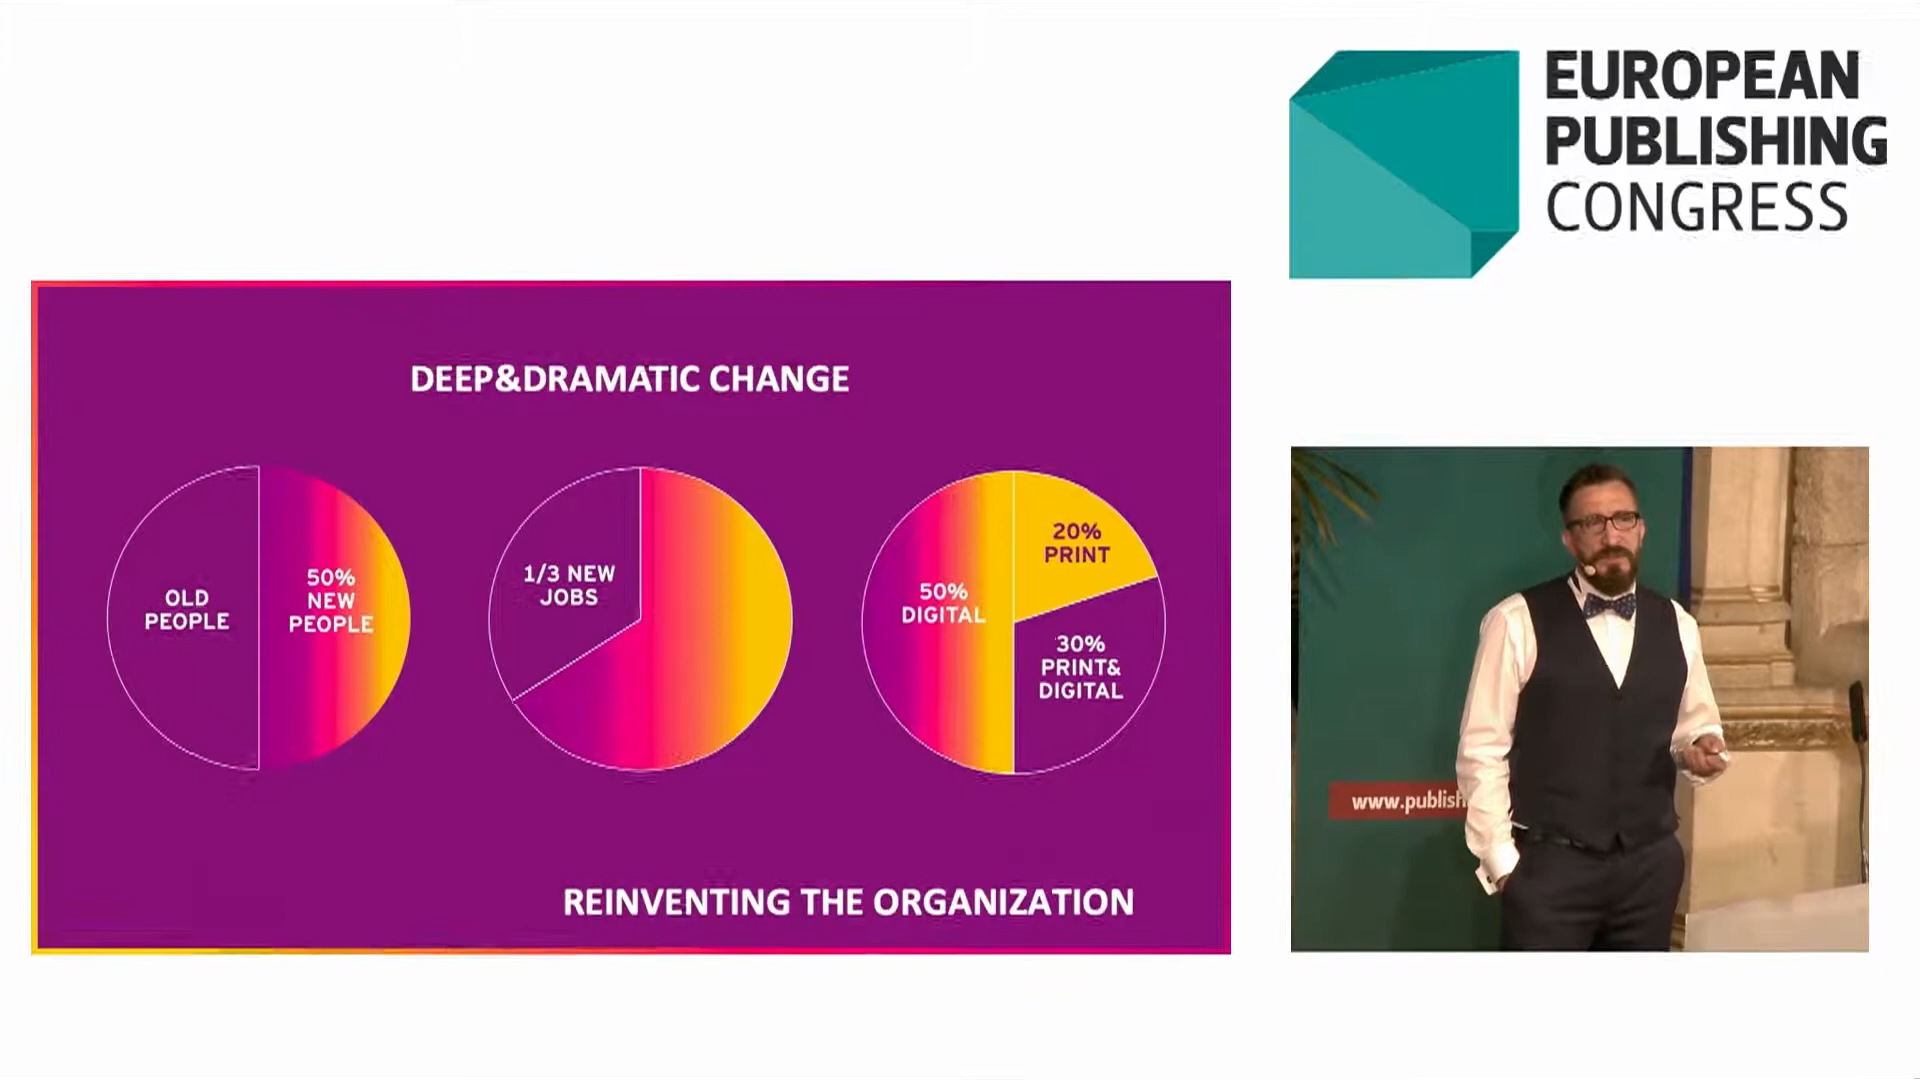 EUROPEAN
PUBLISHING
CONGRESS
DEEP&DRAMATIC CHANGE
OLD
PEOPLE
50%
NEW
PEOPLE
1/3 NEW
JOBS
50%
DIGITAL
20%
PRINT
30%
PRINT&
DIGITAL
REINVENTING THE ORGANIZATION
www.publish